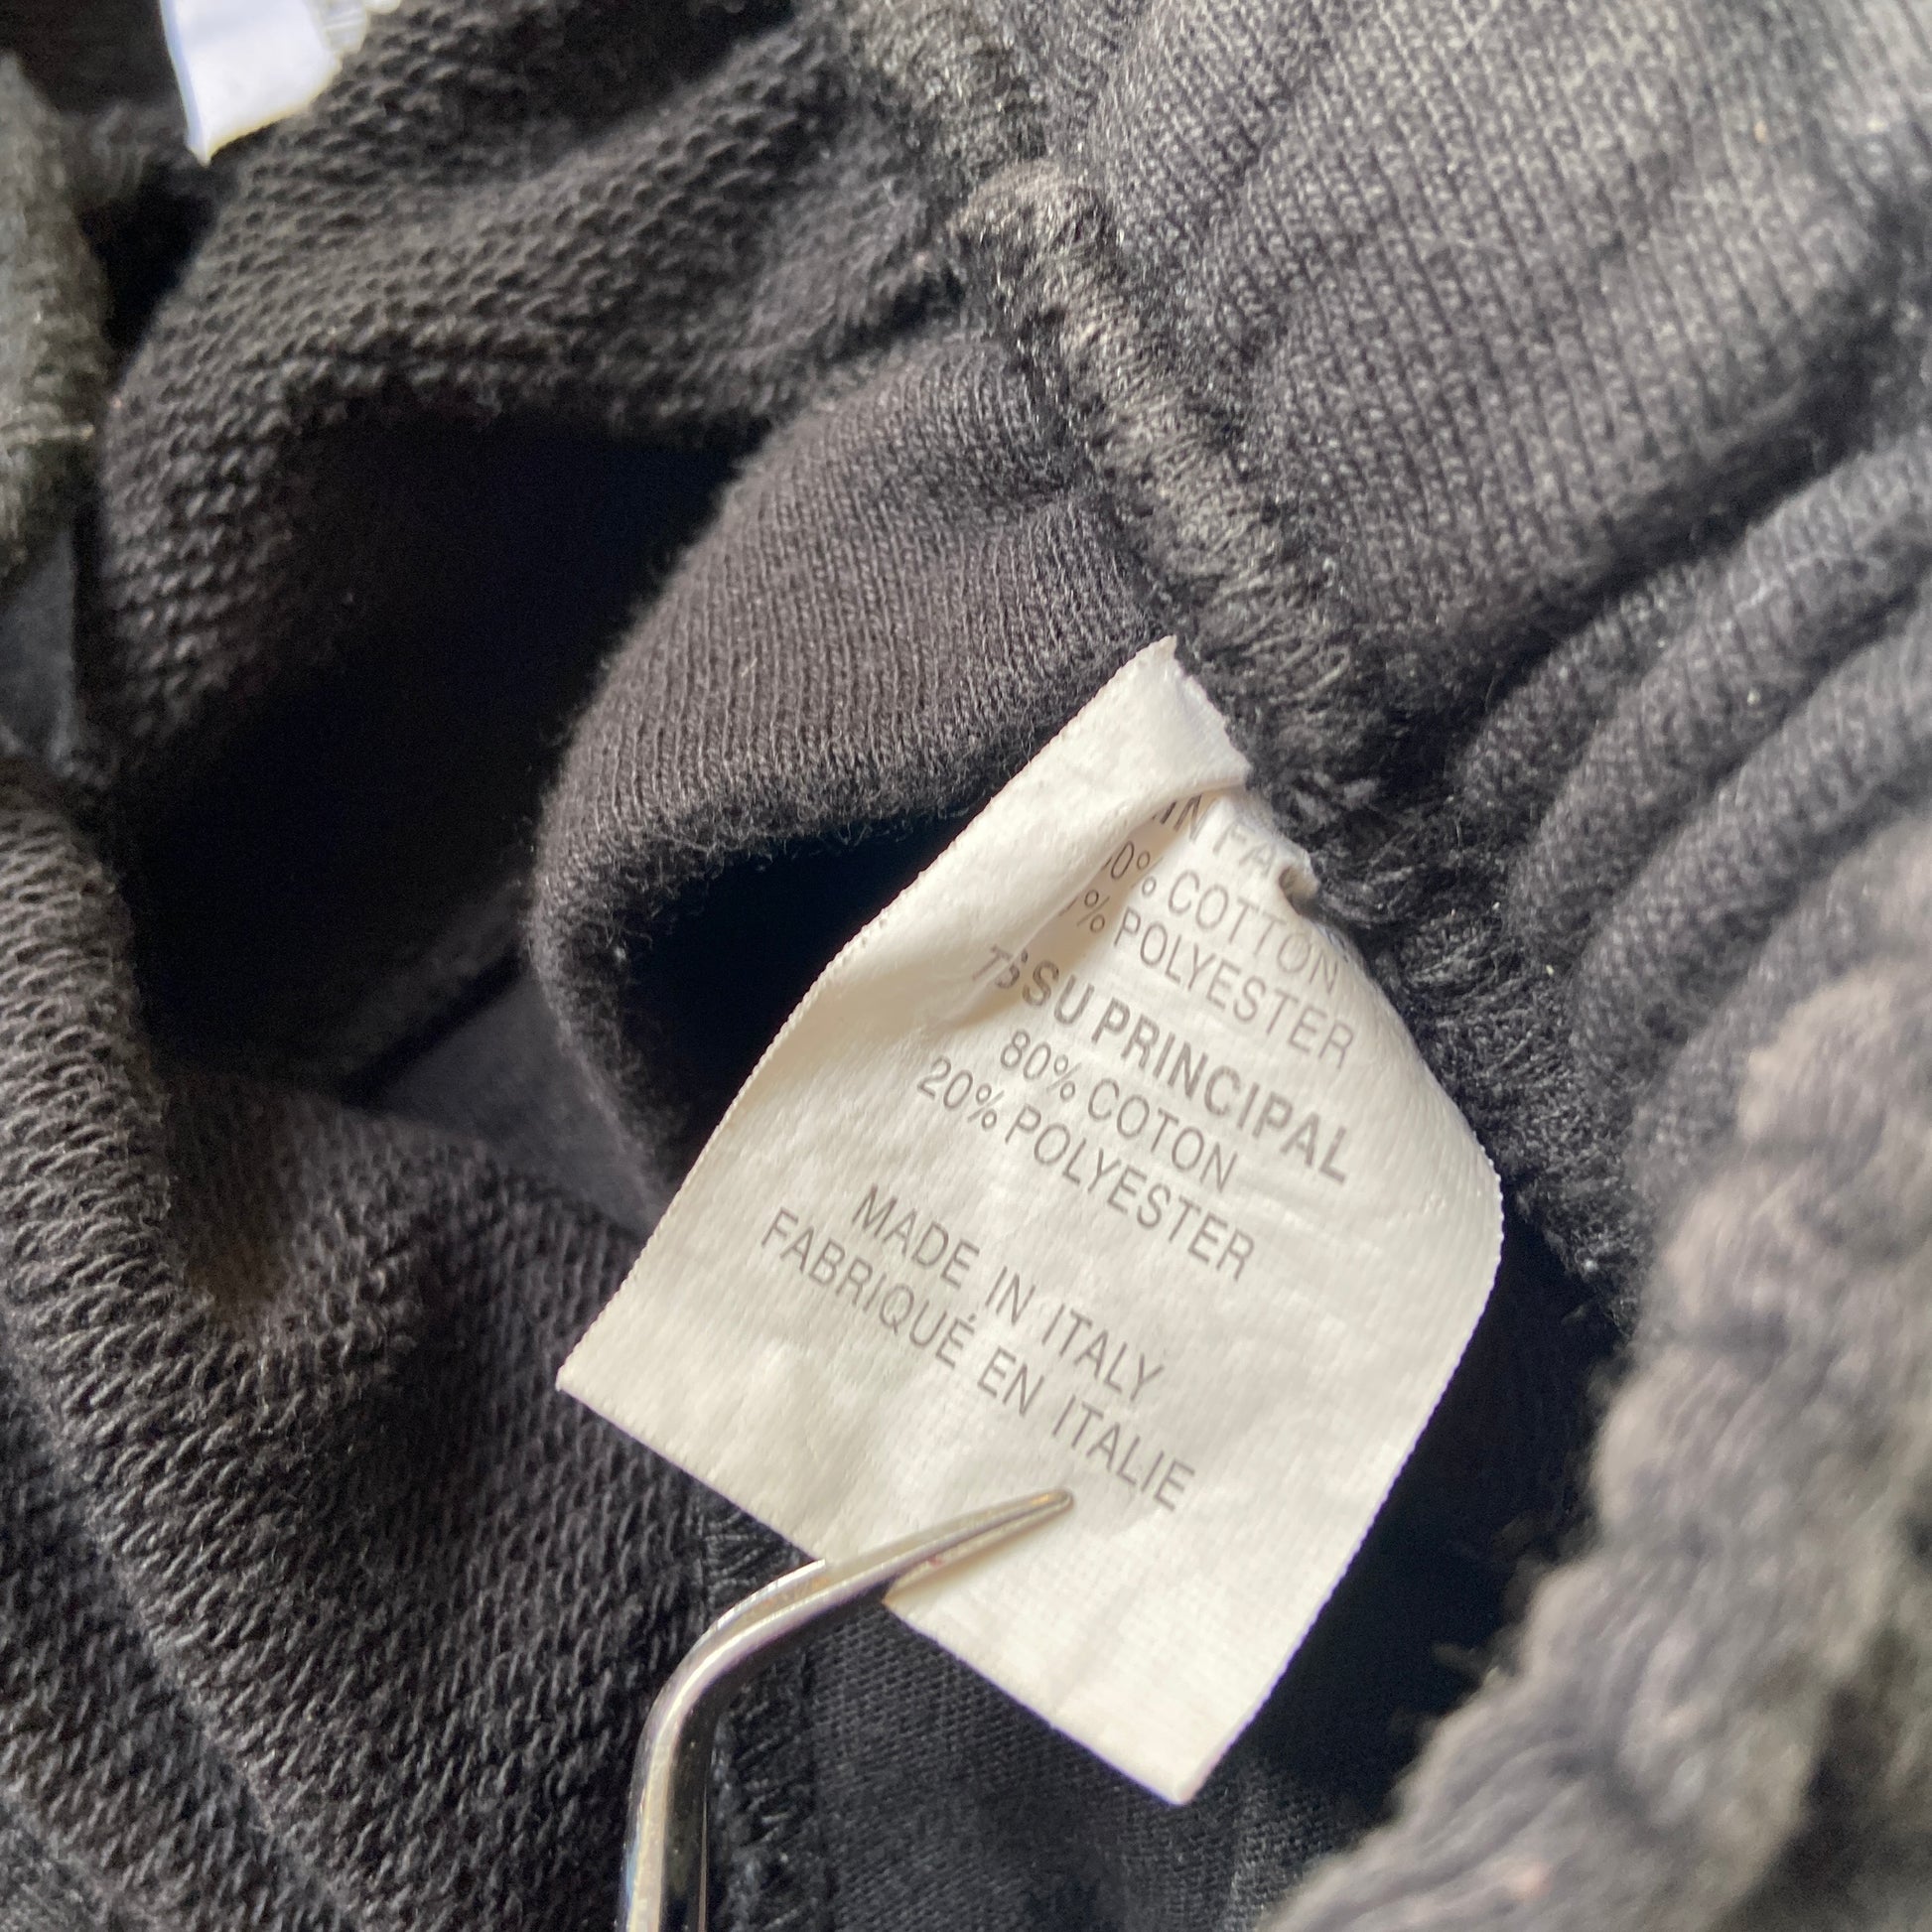 COTTON
% POLYESTER
TISSU PRINCIPAL
80% COTON
20% POLYESTER
MADE IN ITALY
FABRIQUÉ EN ITALIE